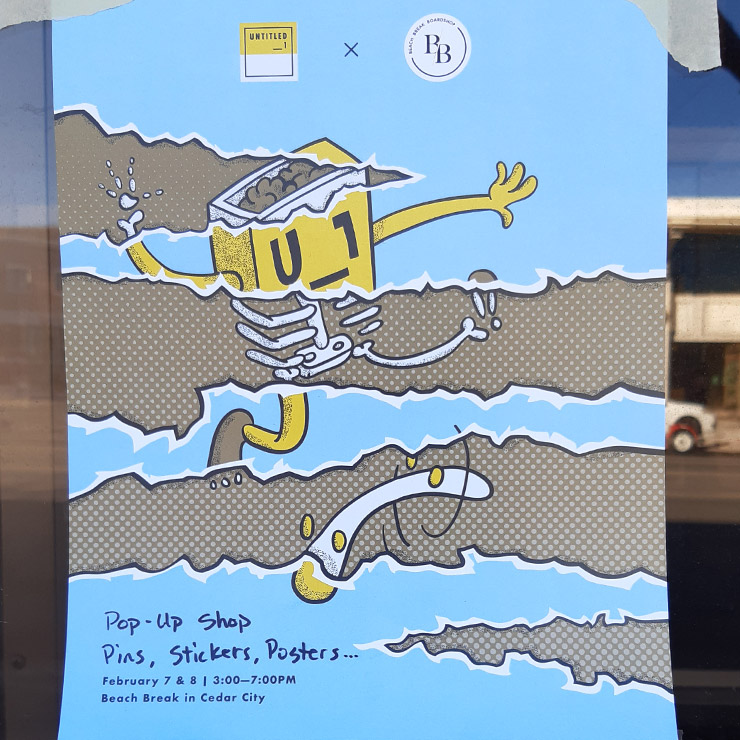 UNTITLED
_1
×
BEACH BREAK BOARDSHOP
BB
U_1
Pop-Up Shop
Pins, Stickers, Posters...
February 7 & 8 | 3:00—7:00PM
Beach Break in Cedar City